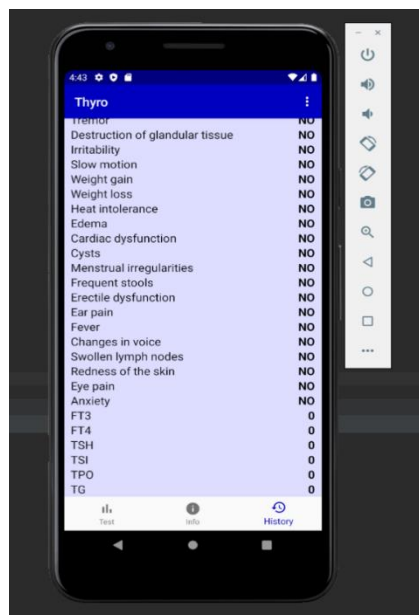 4:43
Thyro
Tremor NO
Destruction of glandular tissue NO
Irritability NO
Slow motion NO
Weight gain NO
Weight loss NO
Heat intolerance NO
Edema NO
Cardiac dysfunction NO
Cysts NO
Menstrual irregularities NO
Frequent stools NO
Erectile dysfunction NO
Ear pain NO
Fever NO
Changes in voice NO
Swollen lymph nodes NO
Redness of the skin NO
Eye pain NO
Anxiety NO
FT3 0
FT4 0
TSH 0
TSI 0
TPO 0
TG 0
Test Info History